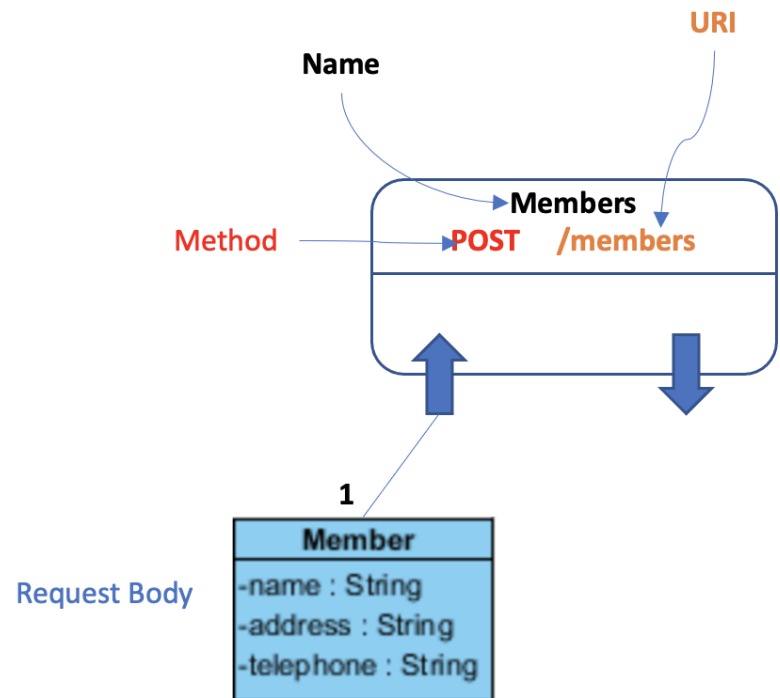 URI
Name
Members
Method
POST /members
1
Member
Request Body
-name : String
-address : String
-telephone : String